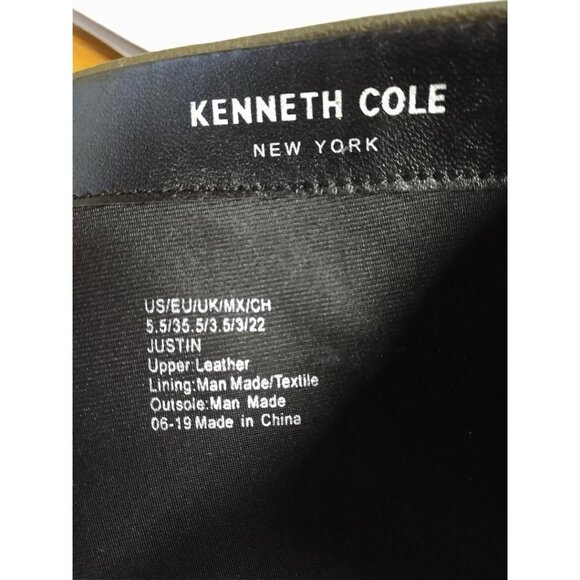 KENNETH COLE
NEW YORK
US/EU/UK/MX/CH
5.5/35.5/3.5/3/22
JUSTIN
Upper:Leather
Lining:Man Made/Textile
Outsole:Man Made
06-19 Made in China